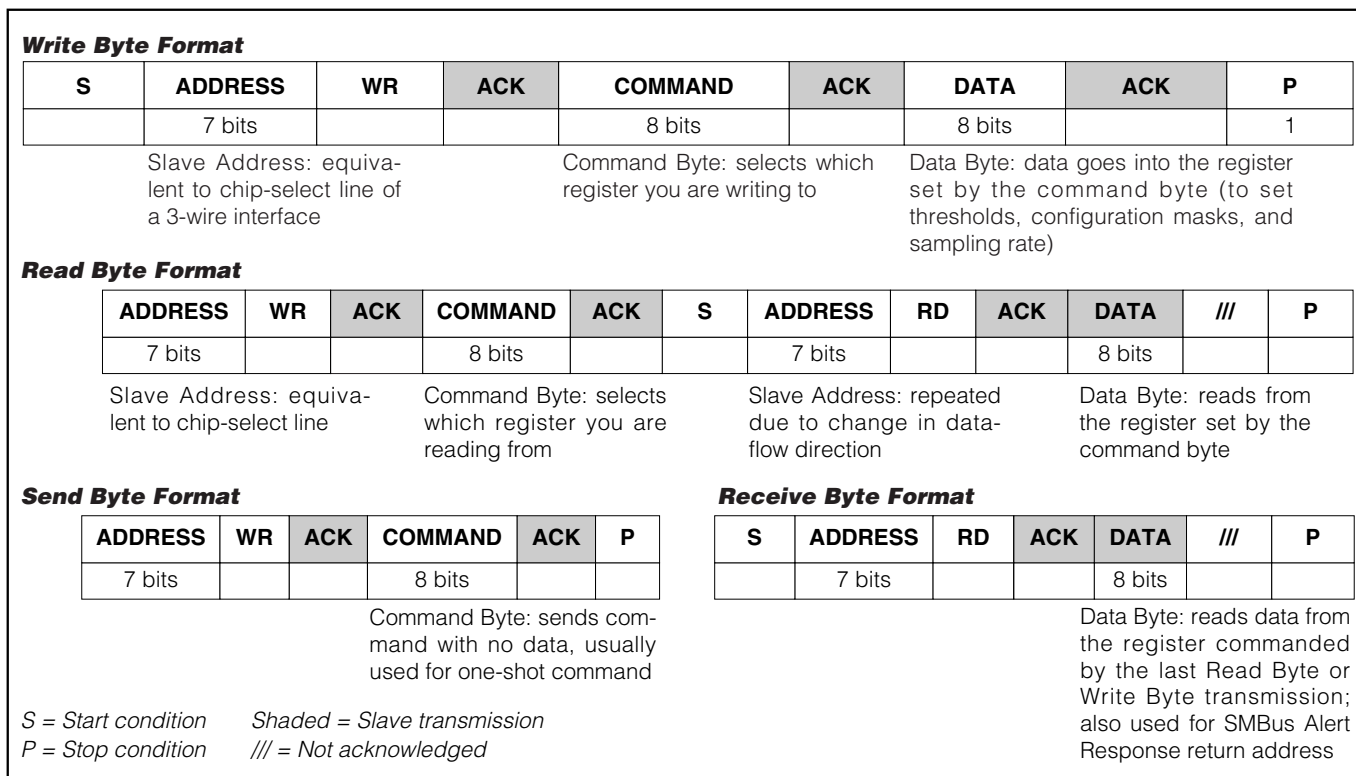 Write Byte Format
S ADDRESS WR ACK COMMAND ACK DATA ACK P
7 bits 8 bits 8 bits 1
Slave Address: equiva-
lent to chip-select line of
a 3-wire interface
Command Byte: selects which
register you are writing to
Data Byte: data goes into the register
set by the command byte (to set
thresholds, configuration masks, and
sampling rate)
Read Byte Format
ADDRESS WR ACK COMMAND ACK S ADDRESS RD ACK DATA /// P
7 bits 8 bits 7 bits 8 bits
Slave Address: equiva-
lent to chip-select line
Command Byte: selects
which register you are
reading from
Slave Address: repeated
due to change in data-
flow direction
Data Byte: reads from
the register set by the
command byte
Send Byte Format
ADDRESS WR ACK COMMAND ACK P
7 bits 8 bits
Command Byte: sends com-
mand with no data, usually
used for one-shot command
Receive Byte Format
S ADDRESS RD ACK DATA /// P
7 bits 8 bits
Data Byte: reads data from
the register commanded
by the last Read Byte or
Write Byte transmission;
also used for SMBus Alert
Response return address
S = Start condition Shaded = Slave transmission
P = Stop condition /// = Not acknowledged